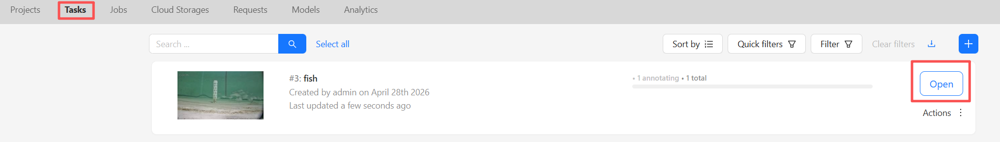 Projects Tasks Jobs Cloud Storages Requests Models Analytics
Search ... Select all Sort by Quick filters Filter Clear filters
#3: fish
• 1 annotating • 1 total
Open
Created by admin on April 28th 2026
Last updated a few seconds ago
Actions